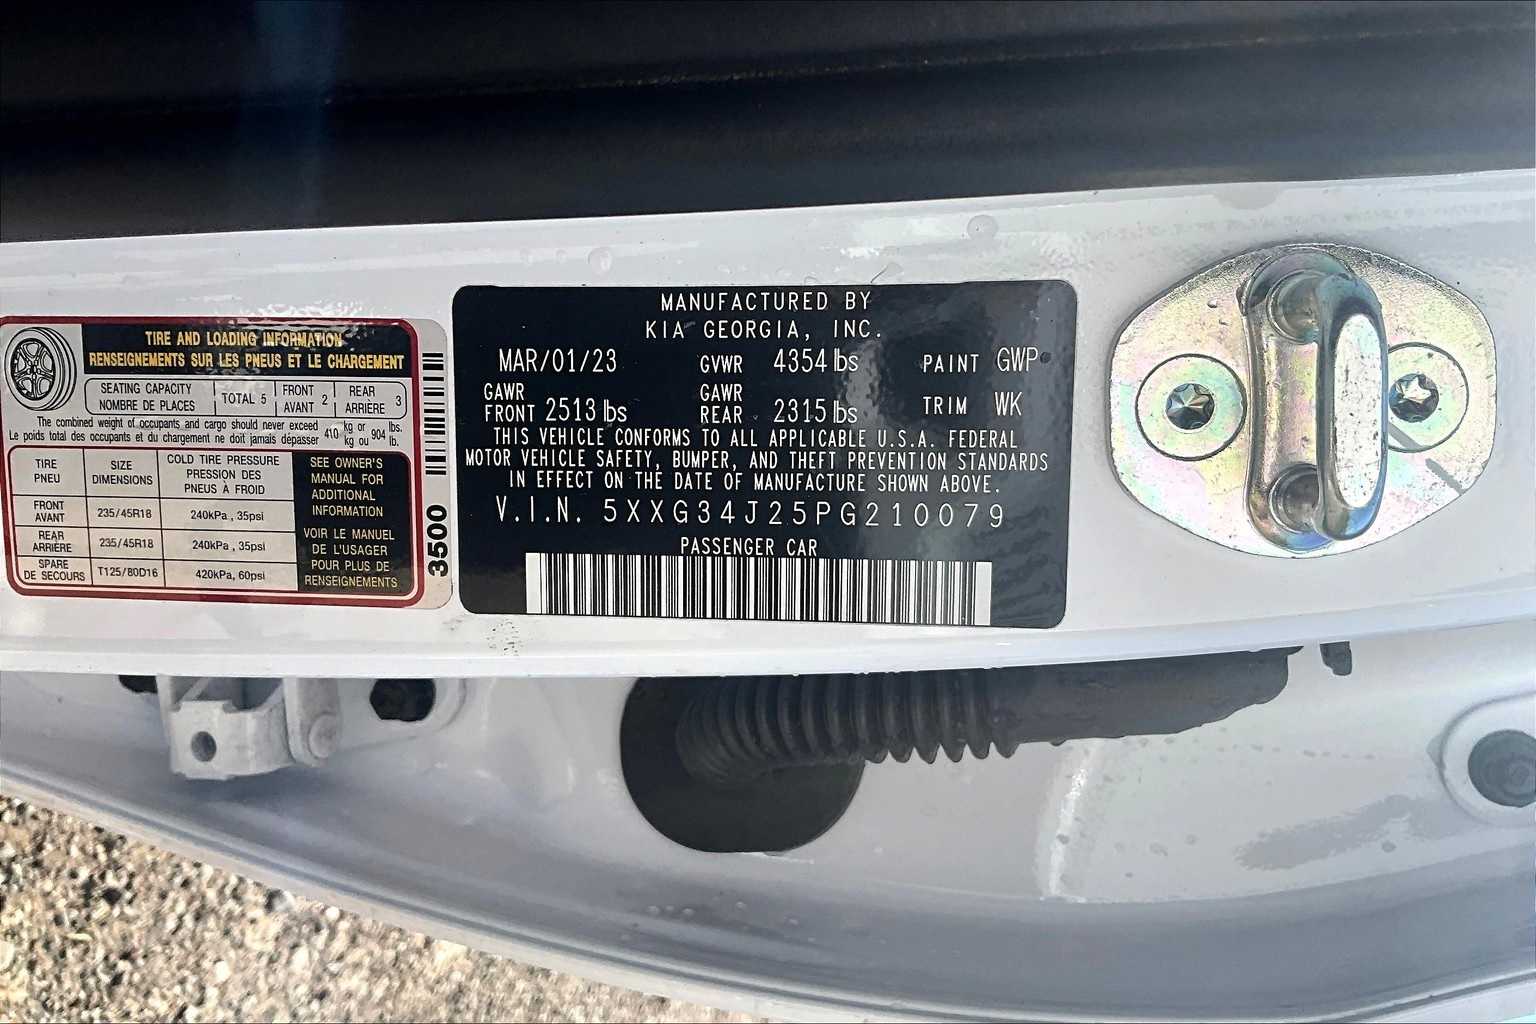 TIRE AND LOADING INFORMATION
RENSEIGNEMENTS SUR LES PNEUS ET LE CHARGEMENT
SEATING CAPACITY
NOMBRE DE PLACES
TOTAL 5
FRONT
AVANT
2
REAR
ARRIÈRE
3
The combined weight of occupants and cargo should never exceed
Le poids total des occupants et du chargement ne doit jamais dépasser
410
kg or
kg ou
904
lbs.
lb.
TIRE
PNEU
SIZE
DIMENSIONS
COLD TIRE PRESSURE
PRESSION DES
PNEUS À FROID
FRONT
AVANT
235/45R18
240kPa , 35psi
REAR
ARRIÈRE
235/45R18
240kPa , 35psi
SPARE
DE SECOURS
T125/80D16
420kPa, 60psi
SEE OWNER'S
MANUAL FOR
ADDITIONAL
INFORMATION
VOIR LE MANUEL
DE L'USAGER
POUR PLUS DE
RENSEIGNEMENTS
3500
MANUFACTURED BY
KIA GEORGIA, INC.
MAR/01/23 GVWR 4354 lbs PAINT GWP
GAWR
FRONT 2513 lbs
GAWR
REAR 2315 lbs
TRIM WK
THIS VEHICLE CONFORMS TO ALL APPLICABLE U.S.A. FEDERAL
MOTOR VEHICLE SAFETY, BUMPER, AND THEFT PREVENTION STANDARDS
IN EFFECT ON THE DATE OF MANUFACTURE SHOWN ABOVE.
V.I.N. 5XXG34J25PG210079
PASSENGER CAR